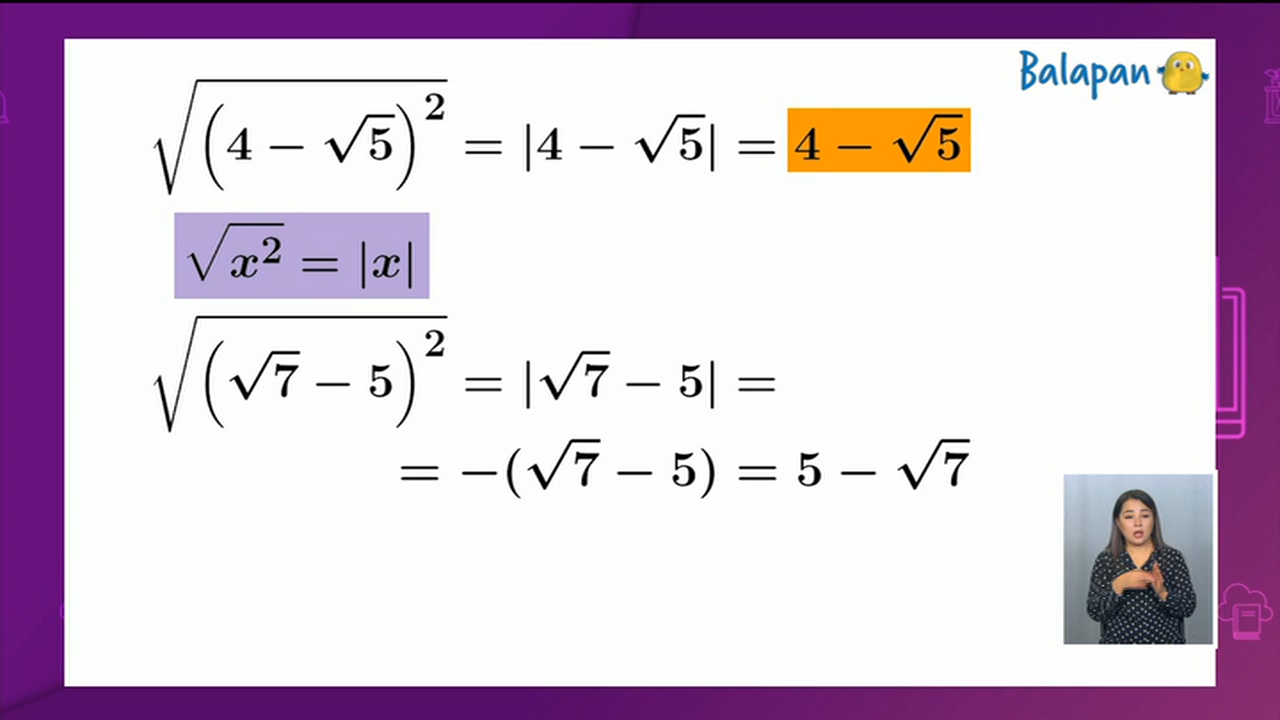 Balapan
√((4 − √5)²) = |4 − √5| = 4 − √5
√(x²) = |x|
√((√7 − 5)²) = |√7 − 5| =
= −(√7 − 5) = 5 − √7